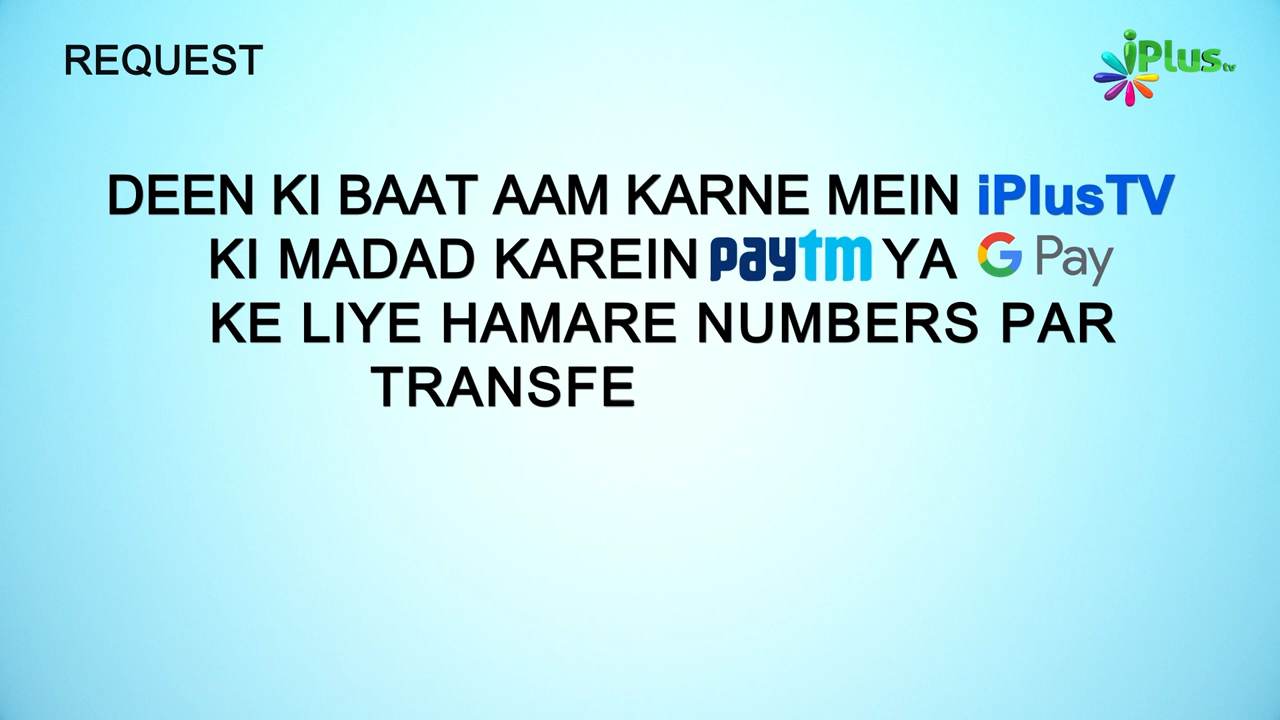 REQUEST
iPlus tv
DEEN KI BAAT AAM KARNE MEIN iPlusTV
KI MADAD KAREIN paytm YA G Pay
KE LIYE HAMARE NUMBERS PAR
TRANSFE